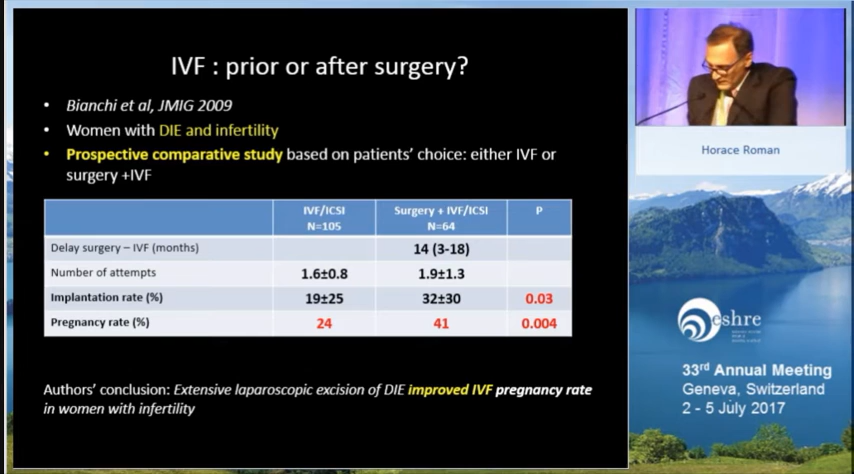 IVF : prior or after surgery?
• Bianchi et al, JMIG 2009
• Women with DIE and infertility
• Prospective comparative study based on patients' choice: either IVF or
surgery +IVF
IVF/ICSI N=105 Surgery + IVF/ICSI N=64 P
Delay surgery – IVF (months) 14 (3-18)
Number of attempts 1.6±0.8 1.9±1.3
Implantation rate (%) 19±25 32±30 0.03
Pregnancy rate (%) 24 41 0.004
Authors' conclusion: Extensive laparoscopic excision of DIE improved IVF pregnancy rate
in women with infertility
Horace Roman
eshre
33rd Annual Meeting
Geneva, Switzerland
2 - 5 July 2017